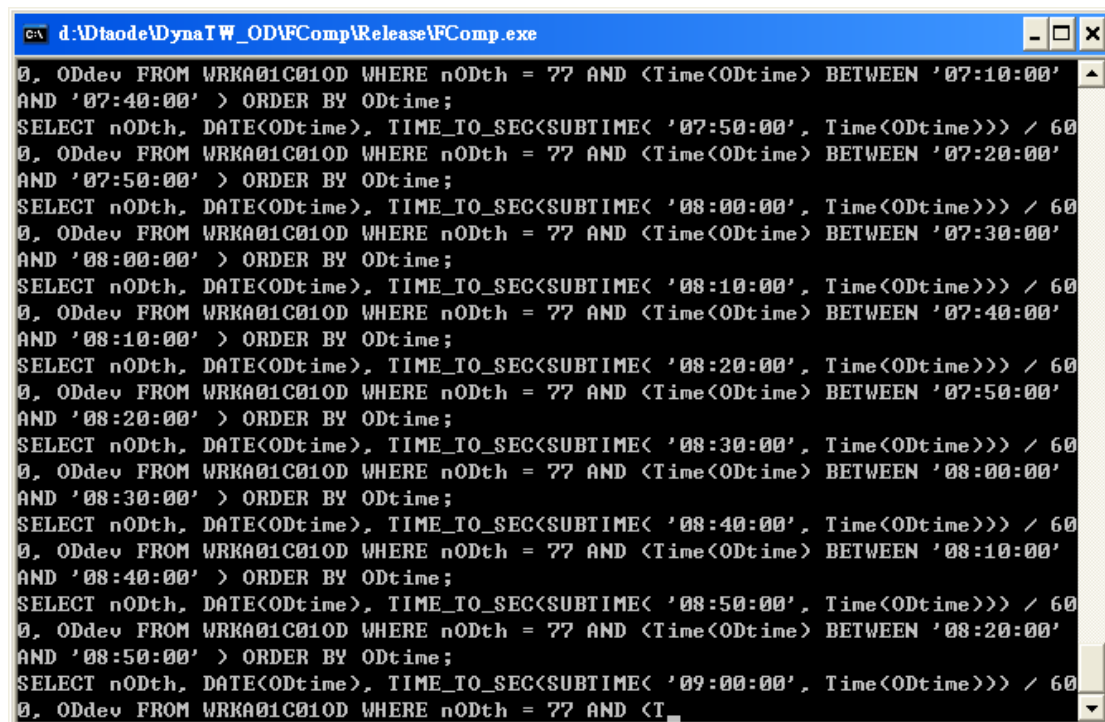 d:\Dtaode\DynaTW_OD\FComp\Release\FComp.exe
0, ODdev FROM WRKA01C01OD WHERE nODth = 77 AND (Time(ODtime) BETWEEN '07:10:00'
AND '07:40:00' ) ORDER BY ODtime;
SELECT nODth, DATE(ODtime), TIME_TO_SEC(SUBTIME( '07:50:00', Time(ODtime))) / 60
0, ODdev FROM WRKA01C01OD WHERE nODth = 77 AND (Time(ODtime) BETWEEN '07:20:00'
AND '07:50:00' ) ORDER BY ODtime;
SELECT nODth, DATE(ODtime), TIME_TO_SEC(SUBTIME( '08:00:00', Time(ODtime))) / 60
0, ODdev FROM WRKA01C01OD WHERE nODth = 77 AND (Time(ODtime) BETWEEN '07:30:00'
AND '08:00:00' ) ORDER BY ODtime;
SELECT nODth, DATE(ODtime), TIME_TO_SEC(SUBTIME( '08:10:00', Time(ODtime))) / 60
0, ODdev FROM WRKA01C01OD WHERE nODth = 77 AND (Time(ODtime) BETWEEN '07:40:00'
AND '08:10:00' ) ORDER BY ODtime;
SELECT nODth, DATE(ODtime), TIME_TO_SEC(SUBTIME( '08:20:00', Time(ODtime))) / 60
0, ODdev FROM WRKA01C01OD WHERE nODth = 77 AND (Time(ODtime) BETWEEN '07:50:00'
AND '08:20:00' ) ORDER BY ODtime;
SELECT nODth, DATE(ODtime), TIME_TO_SEC(SUBTIME( '08:30:00', Time(ODtime))) / 60
0, ODdev FROM WRKA01C01OD WHERE nODth = 77 AND (Time(ODtime) BETWEEN '08:00:00'
AND '08:30:00' ) ORDER BY ODtime;
SELECT nODth, DATE(ODtime), TIME_TO_SEC(SUBTIME( '08:40:00', Time(ODtime))) / 60
0, ODdev FROM WRKA01C01OD WHERE nODth = 77 AND (Time(ODtime) BETWEEN '08:10:00'
AND '08:40:00' ) ORDER BY ODtime;
SELECT nODth, DATE(ODtime), TIME_TO_SEC(SUBTIME( '08:50:00', Time(ODtime))) / 60
0, ODdev FROM WRKA01C01OD WHERE nODth = 77 AND (Time(ODtime) BETWEEN '08:20:00'
AND '08:50:00' ) ORDER BY ODtime;
SELECT nODth, DATE(ODtime), TIME_TO_SEC(SUBTIME( '09:00:00', Time(ODtime))) / 60
0, ODdev FROM WRKA01C01OD WHERE nODth = 77 AND (T_